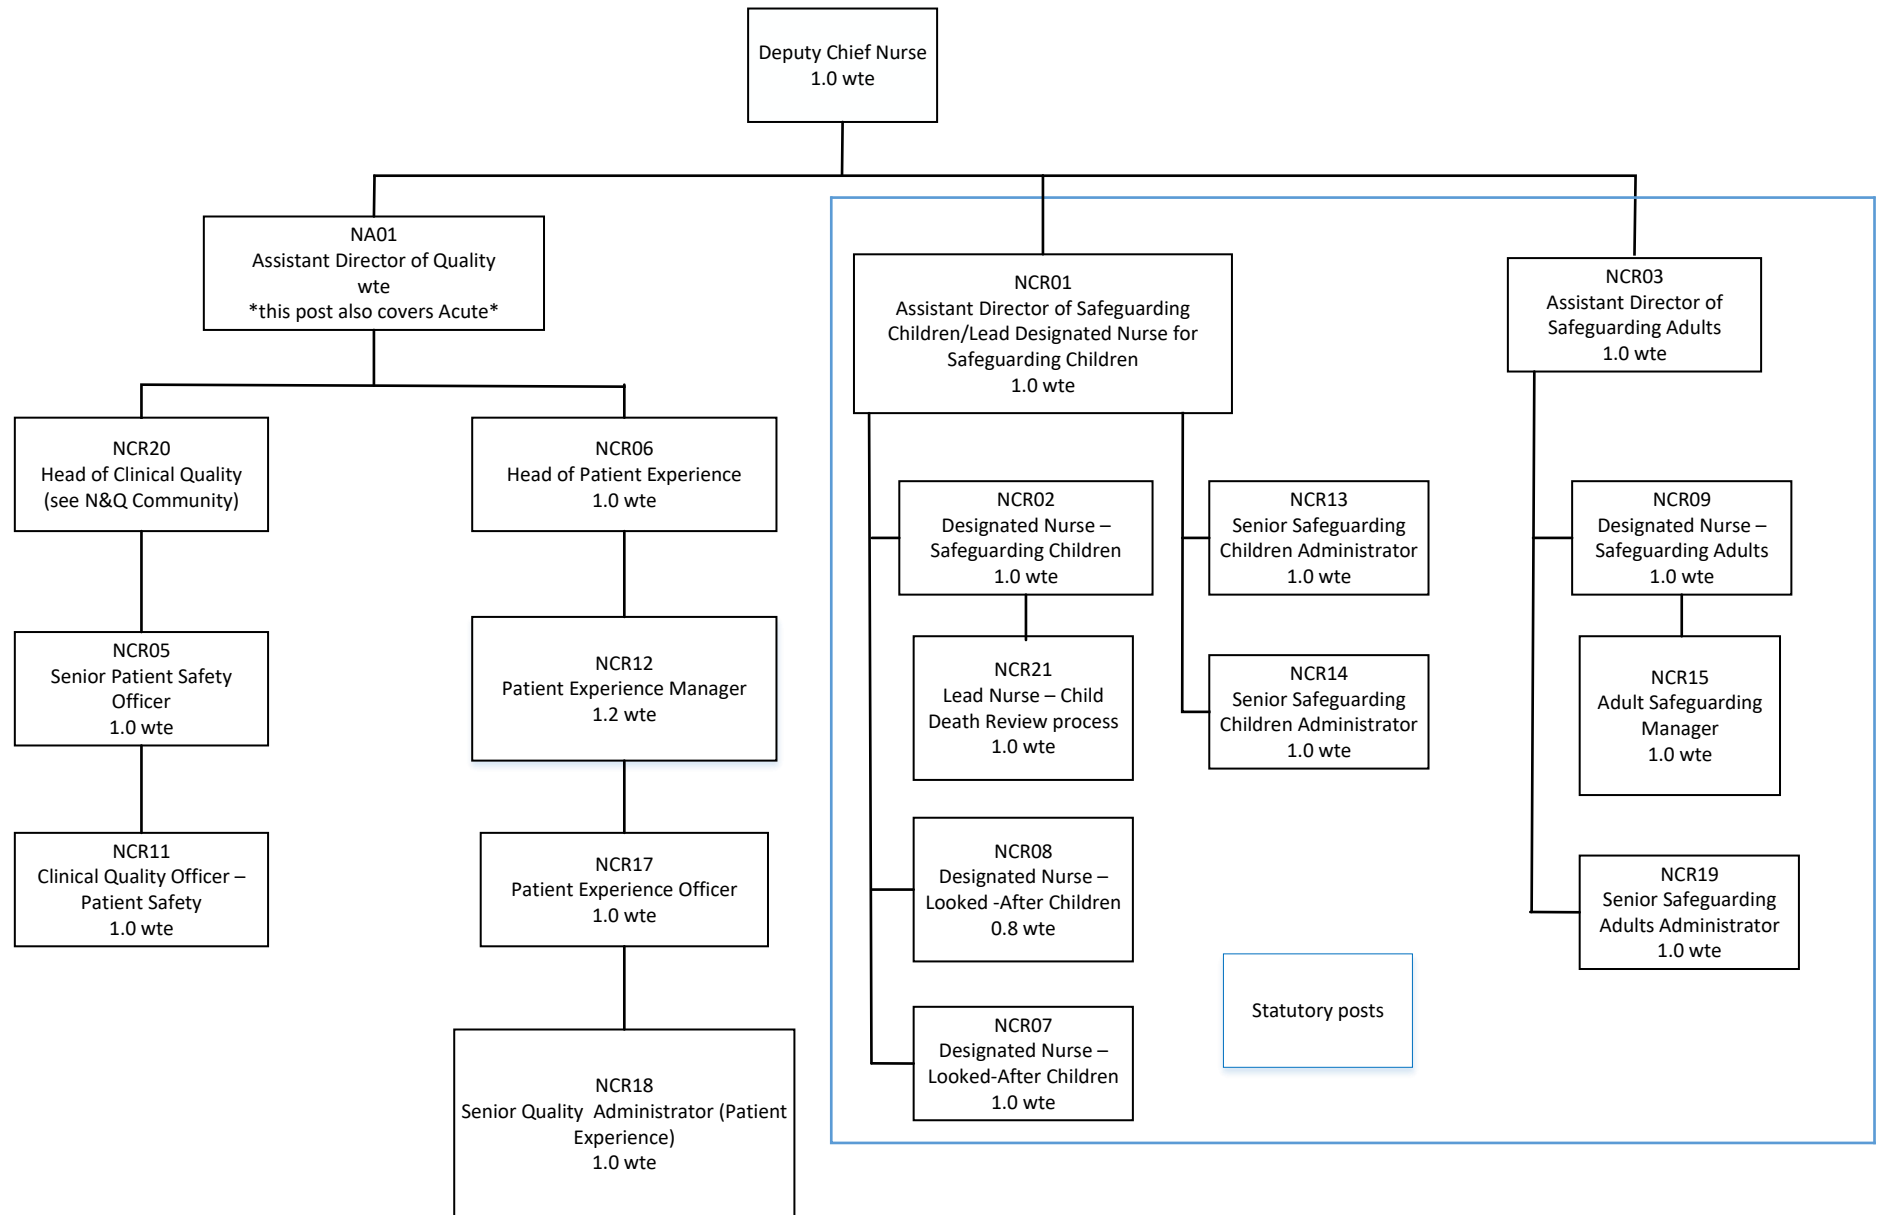 Deputy Chief Nurse
1.0 wte
NA01
Assistant Director of Quality
wte
*this post also covers Acute*
NCR01
Assistant Director of Safeguarding
Children/Lead Designated Nurse for
Safeguarding Children
1.0 wte
NCR03
Assistant Director of
Safeguarding Adults
1.0 wte
NCR20
Head of Clinical Quality
(see N&Q Community)
NCR06
Head of Patient Experience
1.0 wte
NCR02
Designated Nurse –
Safeguarding Children
1.0 wte
NCR13
Senior Safeguarding
Children Administrator
1.0 wte
NCR09
Designated Nurse –
Safeguarding Adults
1.0 wte
NCR05
Senior Patient Safety
Officer
1.0 wte
NCR12
Patient Experience Manager
1.2 wte
NCR21
Lead Nurse – Child
Death Review process
1.0 wte
NCR14
Senior Safeguarding
Children Administrator
1.0 wte
NCR15
Adult Safeguarding
Manager
1.0 wte
NCR11
Clinical Quality Officer –
Patient Safety
1.0 wte
NCR17
Patient Experience Officer
1.0 wte
NCR08
Designated Nurse –
Looked -After Children
0.8 wte
NCR19
Senior Safeguarding
Adults Administrator
1.0 wte
NCR07
Designated Nurse –
Looked-After Children
1.0 wte
Statutory posts
NCR18
Senior Quality  Administrator (Patient
Experience)
1.0 wte